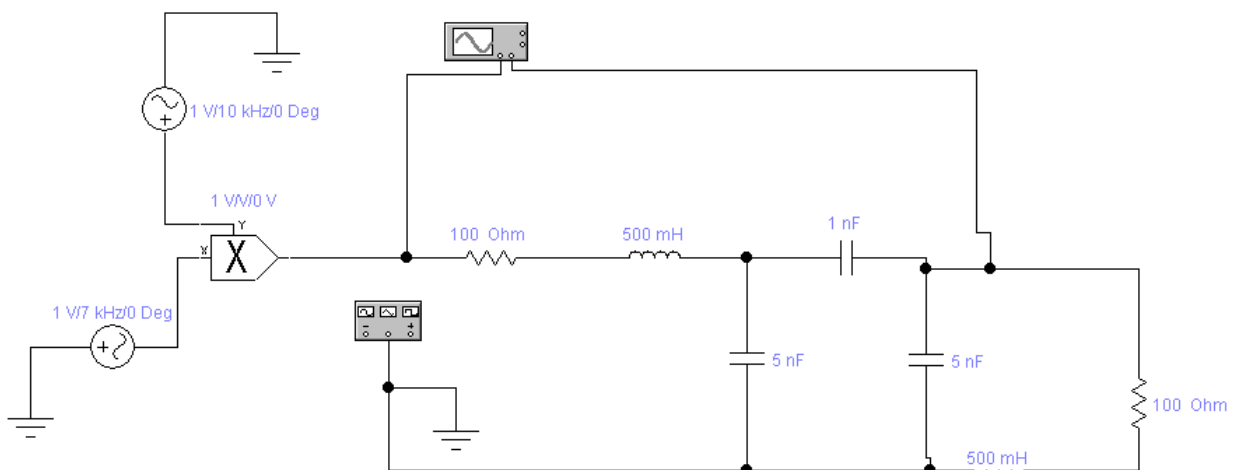 1 V/10 kHz/0 Deg
1 V/V/0 V
Y
X
X
1 V/7 kHz/0 Deg
100 Ohm
500 mH
1 nF
5 nF
5 nF
100 Ohm
500 mH